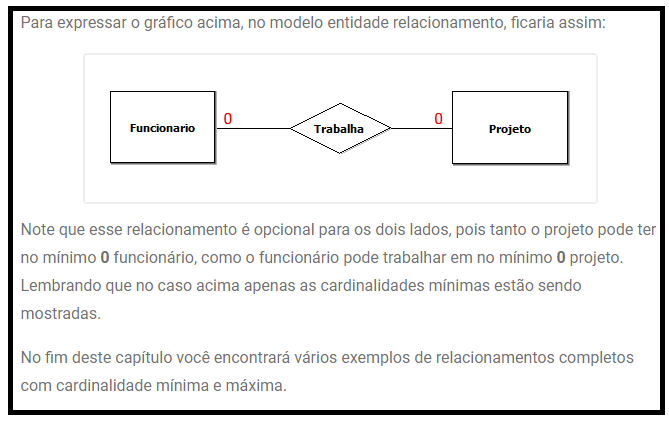 Para expressar o gráfico acima, no modelo entidade relacionamento, ficaria assim:
Funcionario 0 Trabalha 0 Projeto
Note que esse relacionamento é opcional para os dois lados, pois tanto o projeto pode ter
no mínimo 0 funcionário, como o funcionário pode trabalhar em no mínimo 0 projeto.
Lembrando que no caso acima apenas as cardinalidades mínimas estão sendo
mostradas.
No fim deste capítulo você encontrará vários exemplos de relacionamentos completos
com cardinalidade mínima e máxima.